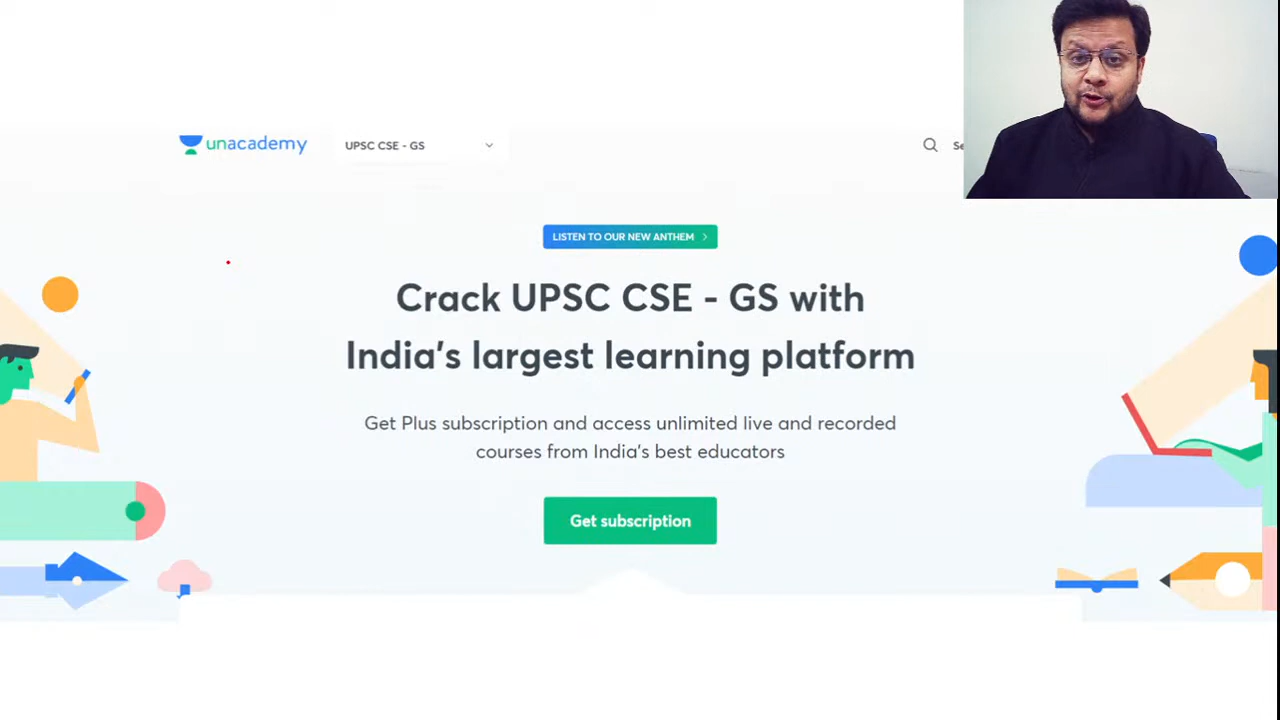 unacademy
UPSC CSE - GS
Se
LISTEN TO OUR NEW ANTHEM
Crack UPSC CSE - GS with
India's largest learning platform
Get Plus subscription and access unlimited live and recorded
courses from India's best educators
Get subscription